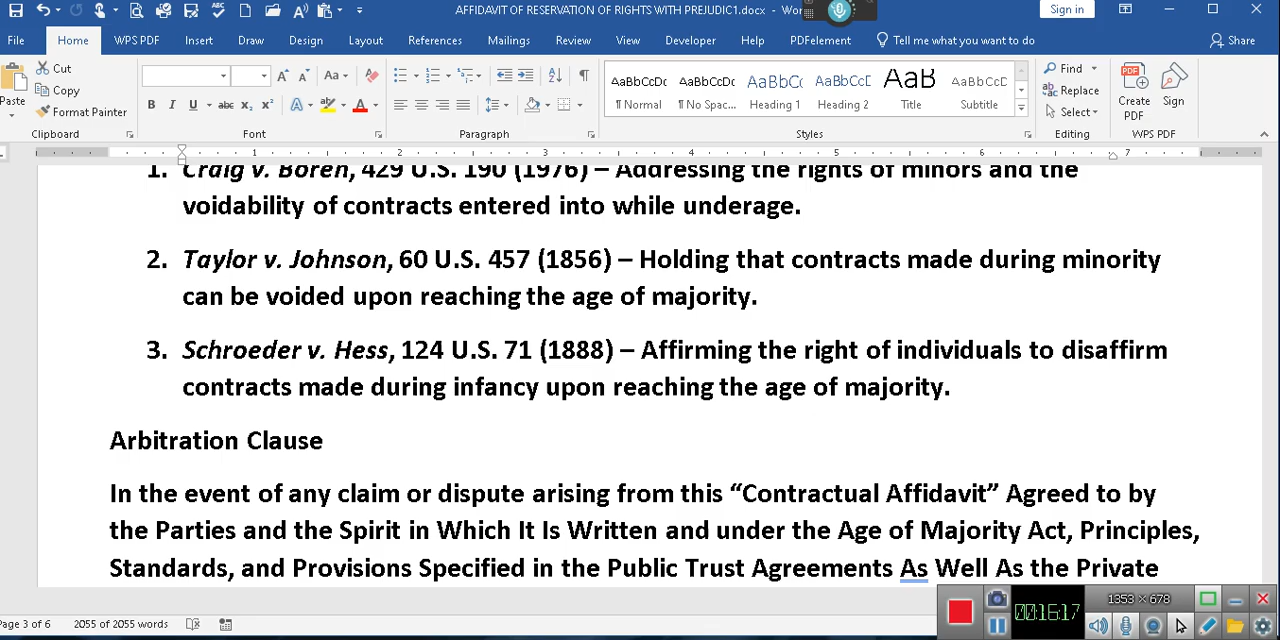 AFFIDAVIT OF RESERVATION OF RIGHTS WITH PREJUDIC1.docx - Wor
Sign in
File Home WPS PDF Insert Draw Design Layout References Mailings Review View Developer Help PDFelement Tell me what you want to do Share
Paste Cut Copy Format Painter
Clipboard
Font
Paragraph
AaBbCcDc AaBbCcDc AaBbC( AaBbCcD AaB AaBbCcD
¶ Normal ¶ No Spac... Heading 1 Heading 2 Title Subtitle
Styles
Find Replace Select
Editing
Create PDF Sign
WPS PDF
1 2 3 4 5 6 7
1. Craig v. Boren, 429 U.S. 190 (1976) – Addressing the rights of minors and the
voidability of contracts entered into while underage.
2. Taylor v. Johnson, 60 U.S. 457 (1856) – Holding that contracts made during minority
can be voided upon reaching the age of majority.
3. Schroeder v. Hess, 124 U.S. 71 (1888) – Affirming the right of individuals to disaffirm
contracts made during infancy upon reaching the age of majority.
Arbitration Clause
In the event of any claim or dispute arising from this “Contractual Affidavit” Agreed to by
the Parties and the Spirit in Which It Is Written and under the Age of Majority Act, Principles,
Standards, and Provisions Specified in the Public Trust Agreements As Well As the Private
Page 3 of 6 2055 of 2055 words
1353 × 678
00:16:17